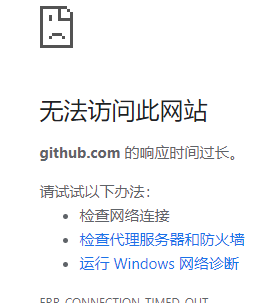 无法访问此网站
github.com 的响应时间过长。
请试试以下办法：
检查网络连接
检查代理服务器和防火墙
运行 Windows 网络诊断
ERR_CONNECTION_TIMED_OUT